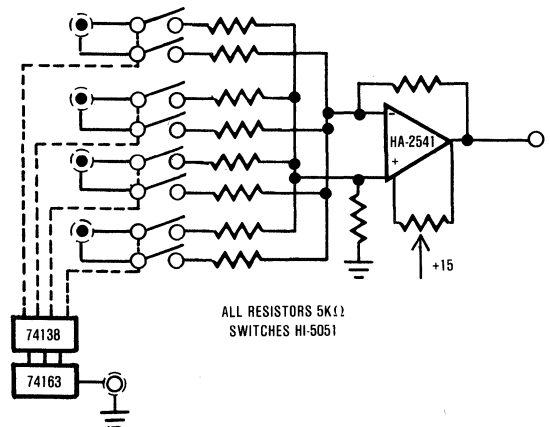 −
HA-2541
+
+15
ALL RESISTORS 5KΩ
SWITCHES HI-5051
74138
74163